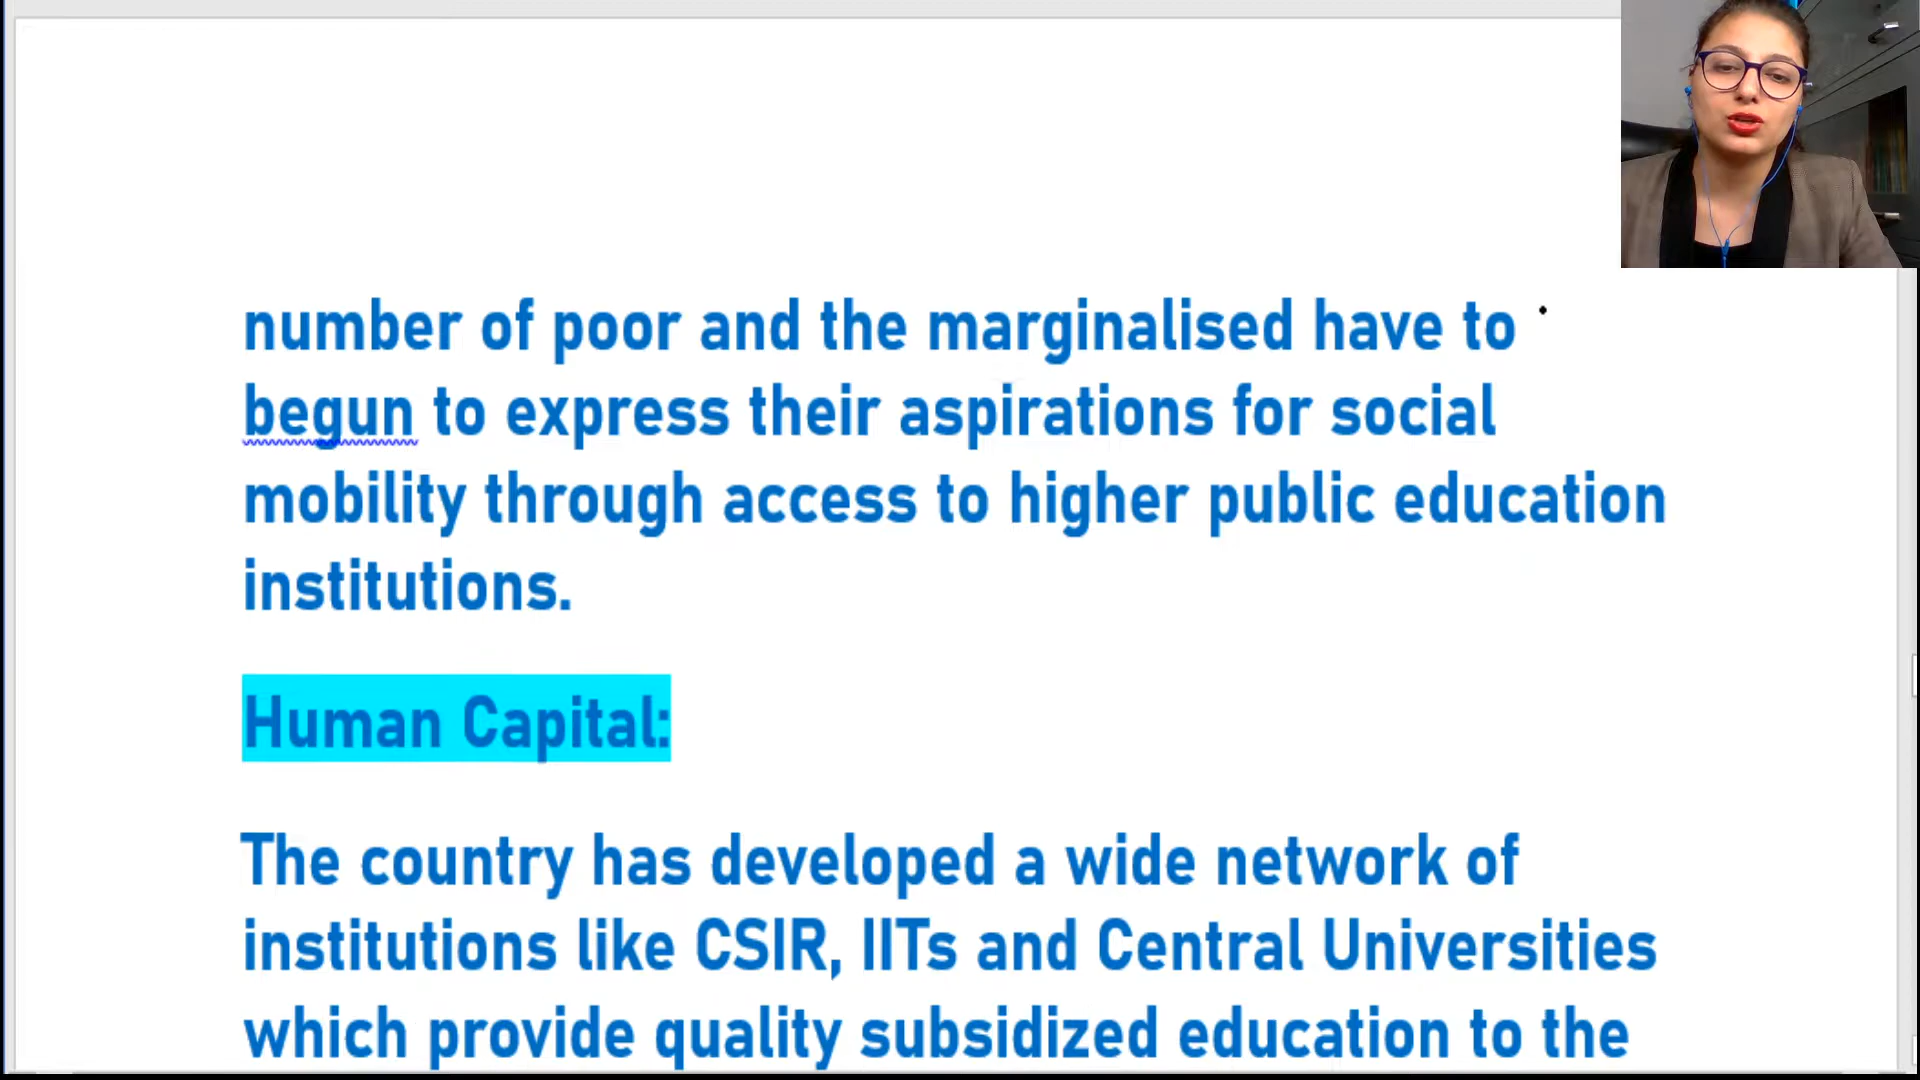 number of poor and the marginalised have to
begun to express their aspirations for social
mobility through access to higher public education
institutions.
Human Capital:
The country has developed a wide network of
institutions like CSIR, IITs and Central Universities
which provide quality subsidized education to the